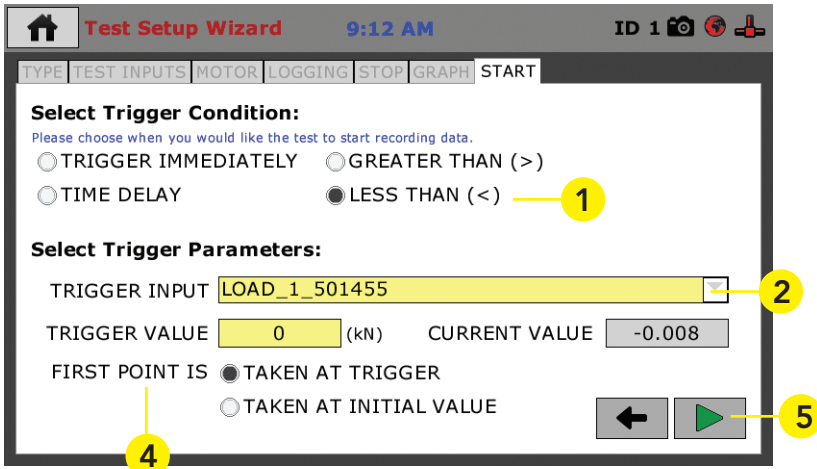 Test Setup Wizard 9:12 AM ID 1
TYPE TEST INPUTS MOTOR LOGGING STOP GRAPH START
Select Trigger Condition:
Please choose when you would like the test to start recording data.
TRIGGER IMMEDIATELY GREATER THAN (>)
TIME DELAY LESS THAN (<) 1
Select Trigger Parameters:
TRIGGER INPUT LOAD_1_501455 2
TRIGGER VALUE 0 (kN) CURRENT VALUE -0.008
FIRST POINT IS TAKEN AT TRIGGER
TAKEN AT INITIAL VALUE 5
4